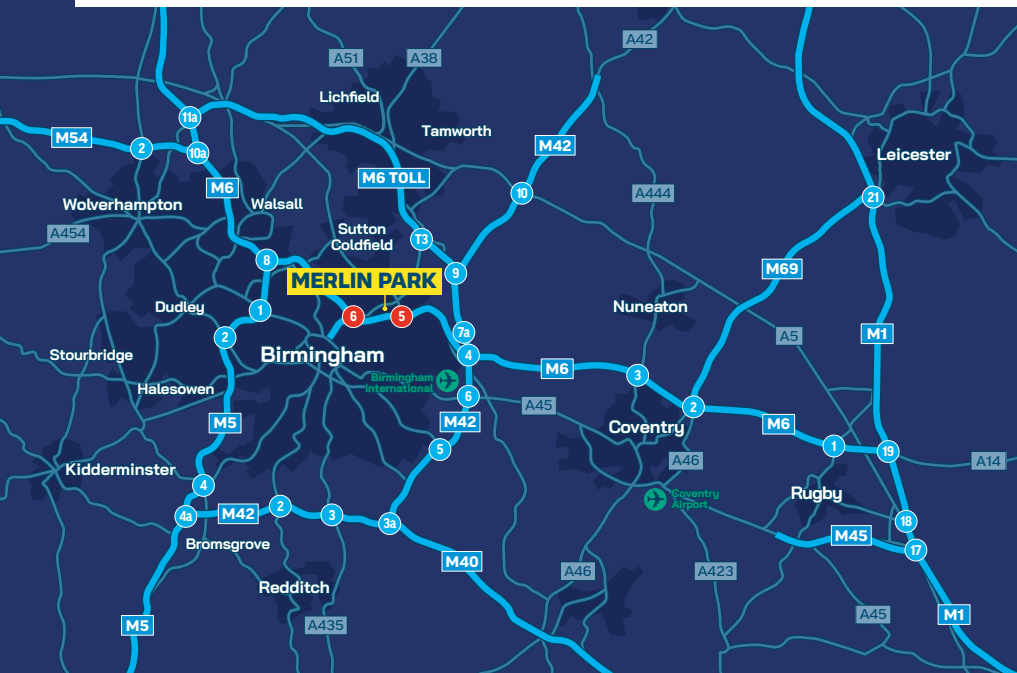 A42
A51
A38
Lichfield
11a
Tamworth
M54
2
10a
M42
Leicester
M6 TOLL
M6
10
A444
21
Wolverhampton
Walsall
A454
Sutton
Coldfield
T3
8
9
M69
MERLIN PARK
Dudley
1
6
5
Nuneaton
2
7a
A5
M1
Stourbridge
Birmingham
4
M6
3
Birmingham
International
Halesowen
6
A45
2
M5
M42
Coventry
M6
5
1
19
A46
A14
Kidderminster
4
Coventry
Airport
Rugby
4a
M42
2
3
3a
18
Bromsgrove
M45
17
M40
A46
A423
Redditch
M5
A435
A45
M1